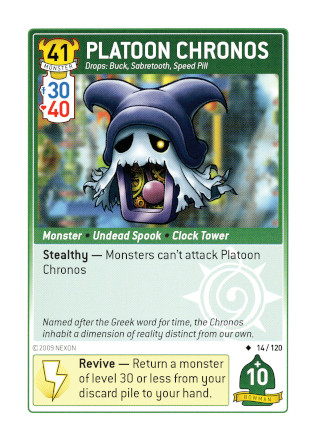 41
PLATOON CHRONOS
MONSTER
Drops: Buck, Sabretooth, Speed Pill
30
40
Monster • Undead Spook • Clock Tower
Stealthy — Monsters can't attack Platoon
Chronos
Named after the Greek word for time, the Chronos
inhabit a dimension of reality distinct from our own.
©2009 NEXON
14/120
Revive — Return a monster
of level 30 or less from your
discard pile to your hand.
10
BOWMAN